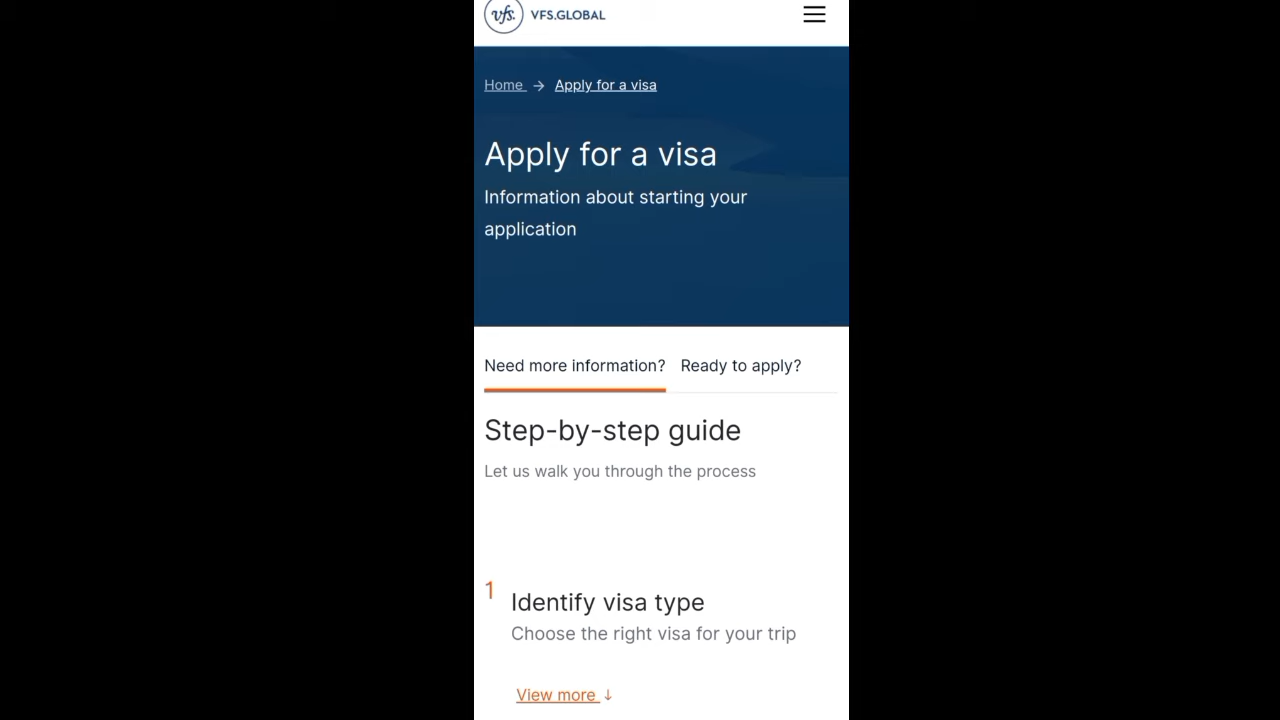 vfs. VFS.GLOBAL
Home → Apply for a visa
Apply for a visa
Information about starting your
application
Need more information? Ready to apply?
Step-by-step guide
Let us walk you through the process
1
Identify visa type
Choose the right visa for your trip
View more ↓